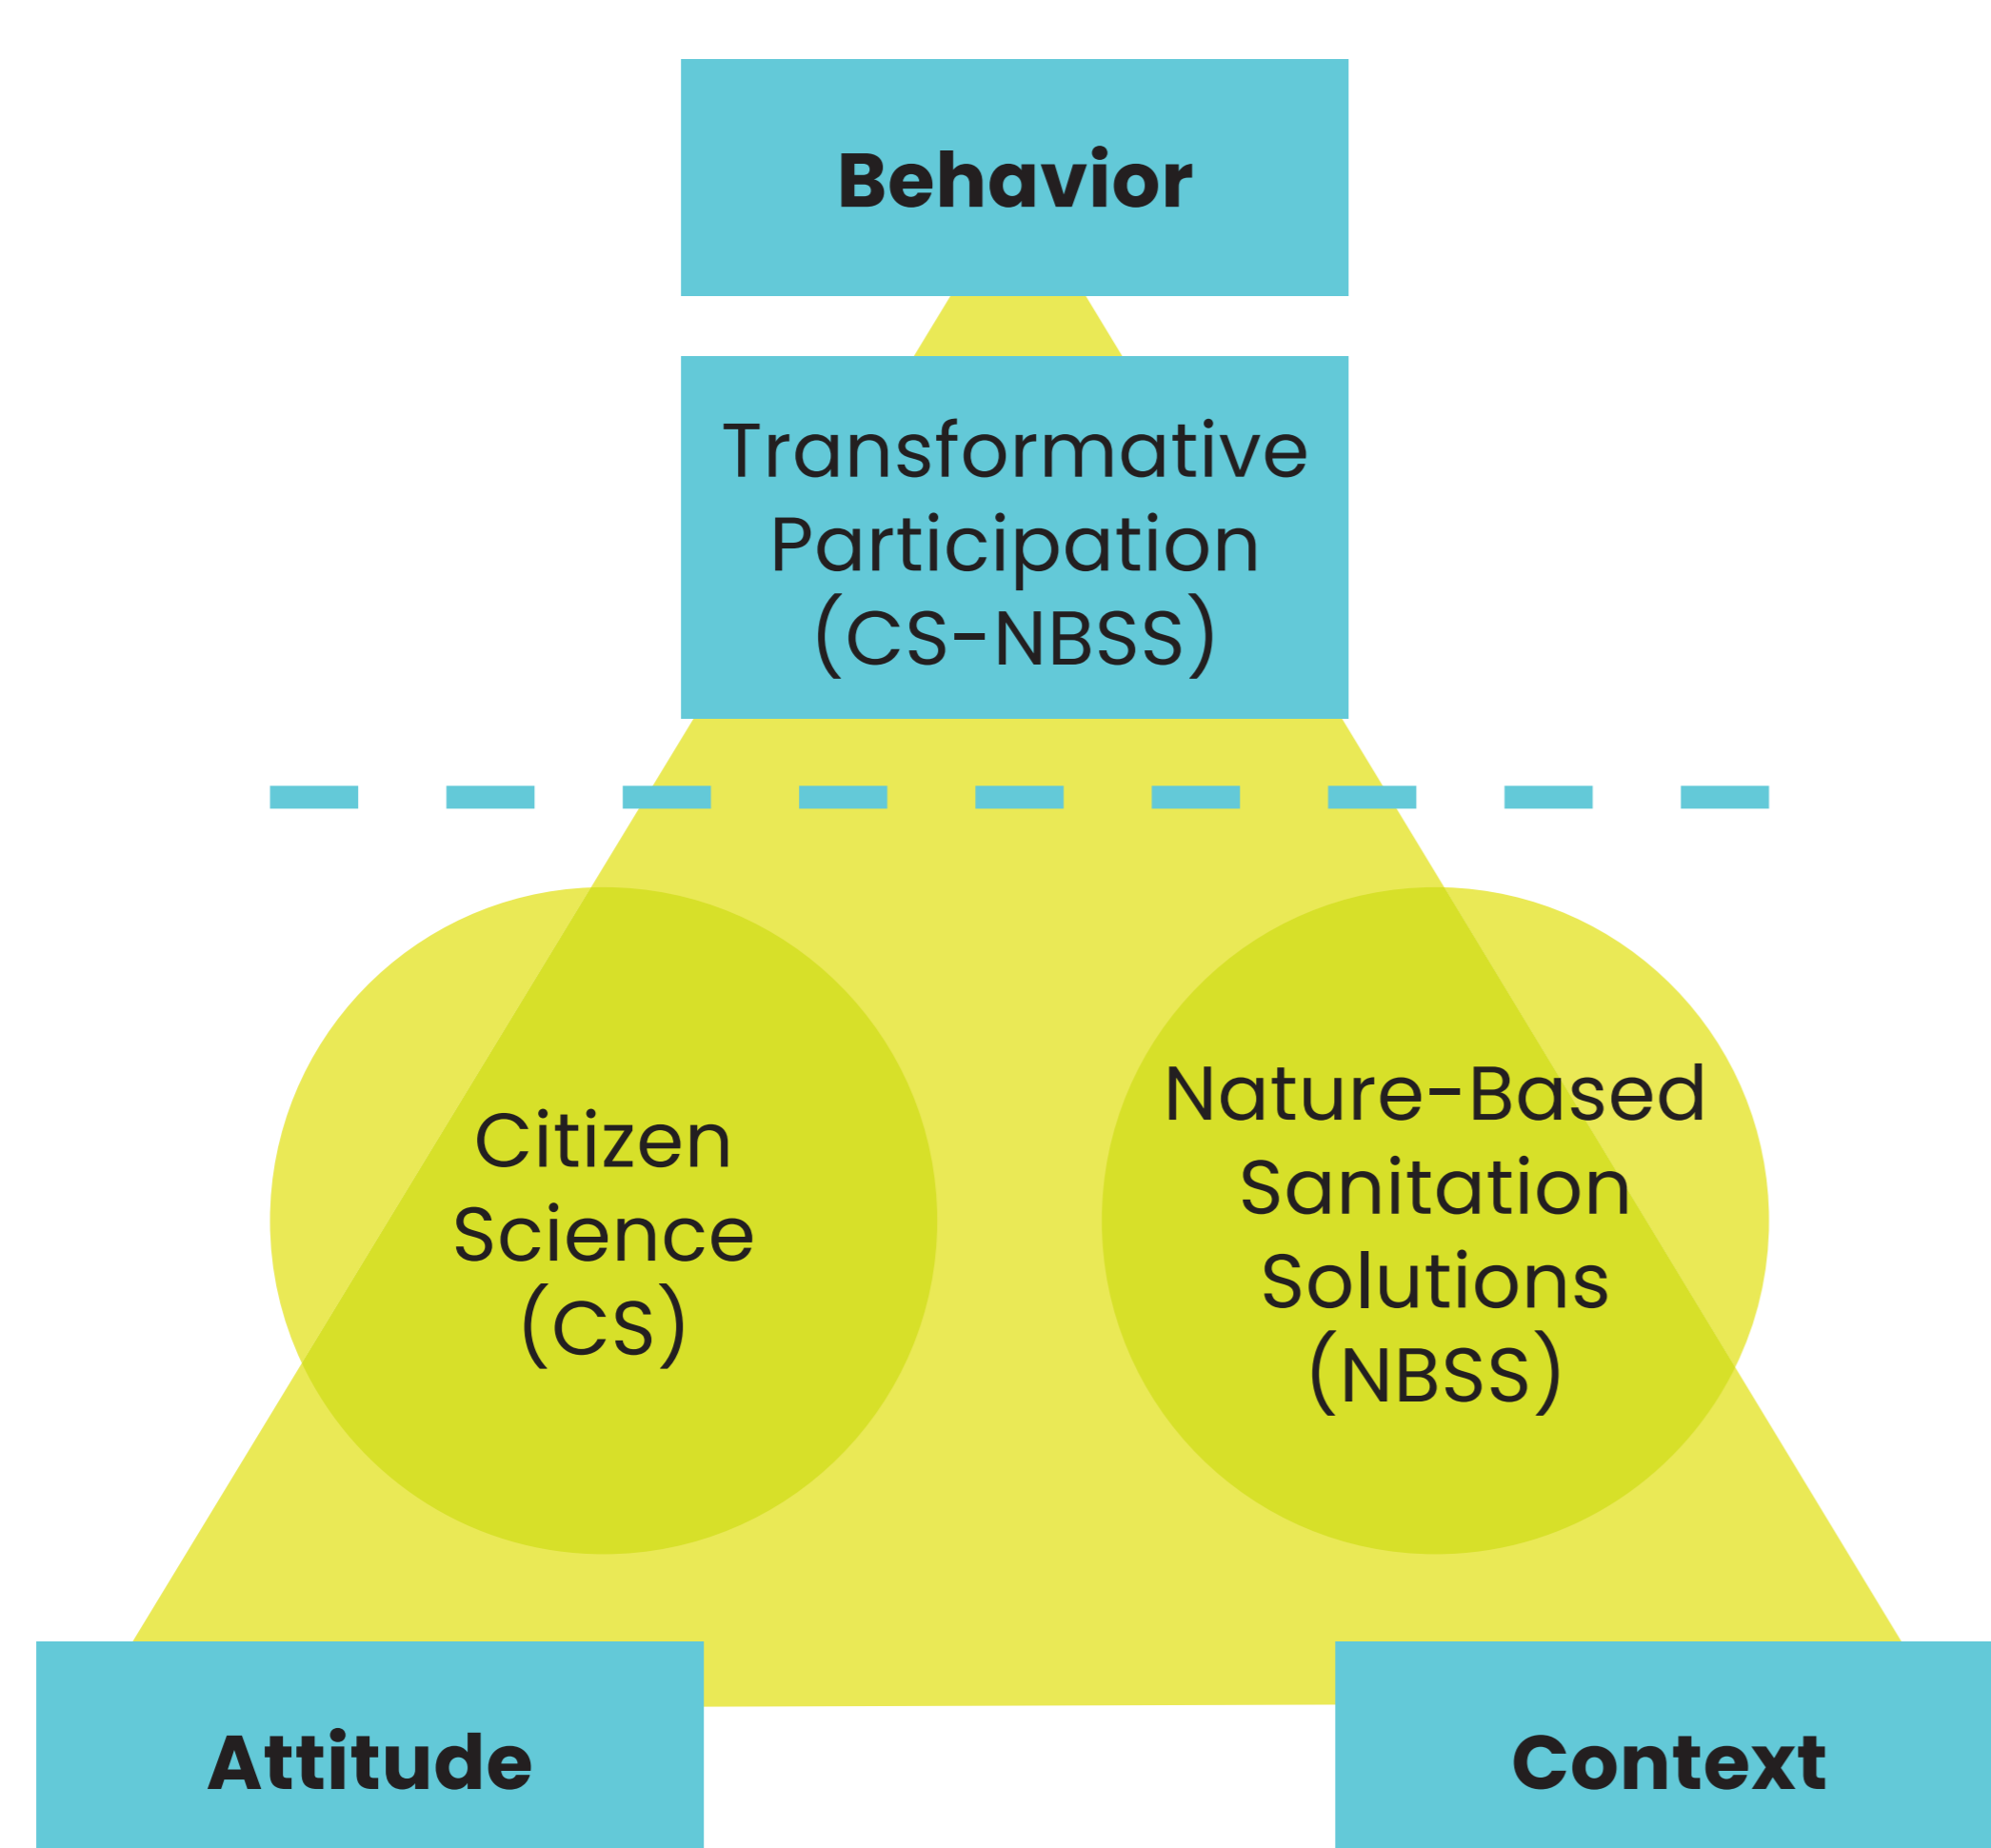 Behavior
Transformative
Participation
(CS-NBSS)
Citizen
Science
(CS)
Nature-Based
Sanitation
Solutions
(NBSS)
Attitude
Context